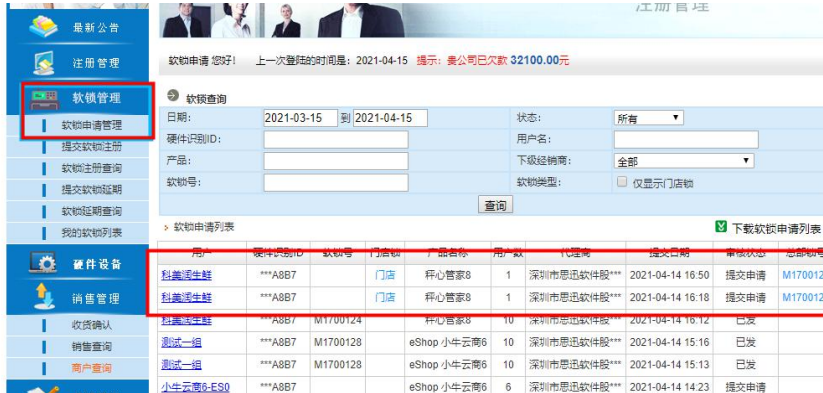 注册管理
最新公告
注册管理
软锁管理
软锁申请管理
提交软锁注册
软锁注册查询
提交软锁延期
软锁延期查询
我的软锁列表
硬件设备
销售管理
收货确认
销售查询
商户查询
软锁申请 您好! 上一次登陆的时间是: 2021-04-15 提示: 贵公司已欠款 32100.00元
软锁查询
日期: 2021-03-15 到 2021-04-15 状态: 所有
硬件识别ID: 用户名:
产品: 下级经销商: 全部
软锁号: 软锁类型: 仅显示门店锁
查询
软锁申请列表 下载软锁申请列表
用户 硬件识别ID 软锁号 门店锁 产品名称 用户数 代理商 提交日期 审核状态 总部锁号
科美润生鲜 ***A8B7 门店 秤心管家8 1 深圳市思迅软件股*** 2021-04-14 16:50 提交申请 M170012
科美润生鲜 ***A8B7 门店 秤心管家8 1 深圳市思迅软件股*** 2021-04-14 16:18 提交申请 M170012
科美润生鲜 ***A8B7 M1700124 秤心管家8 10 深圳市思迅软件股*** 2021-04-14 16:12 已发
测试一组 ***A8B7 M1700128 eShop 小牛云商6 10 深圳市思迅软件股*** 2021-04-14 15:16 已发
测试一组 ***A8B7 M1700128 eShop 小牛云商6 10 深圳市思迅软件股*** 2021-04-14 15:13 已发
小牛云商6-ES0 ***A8B7 eShop 小牛云商6 6 深圳市思迅软件股*** 2021-04-14 14:23 提交申请